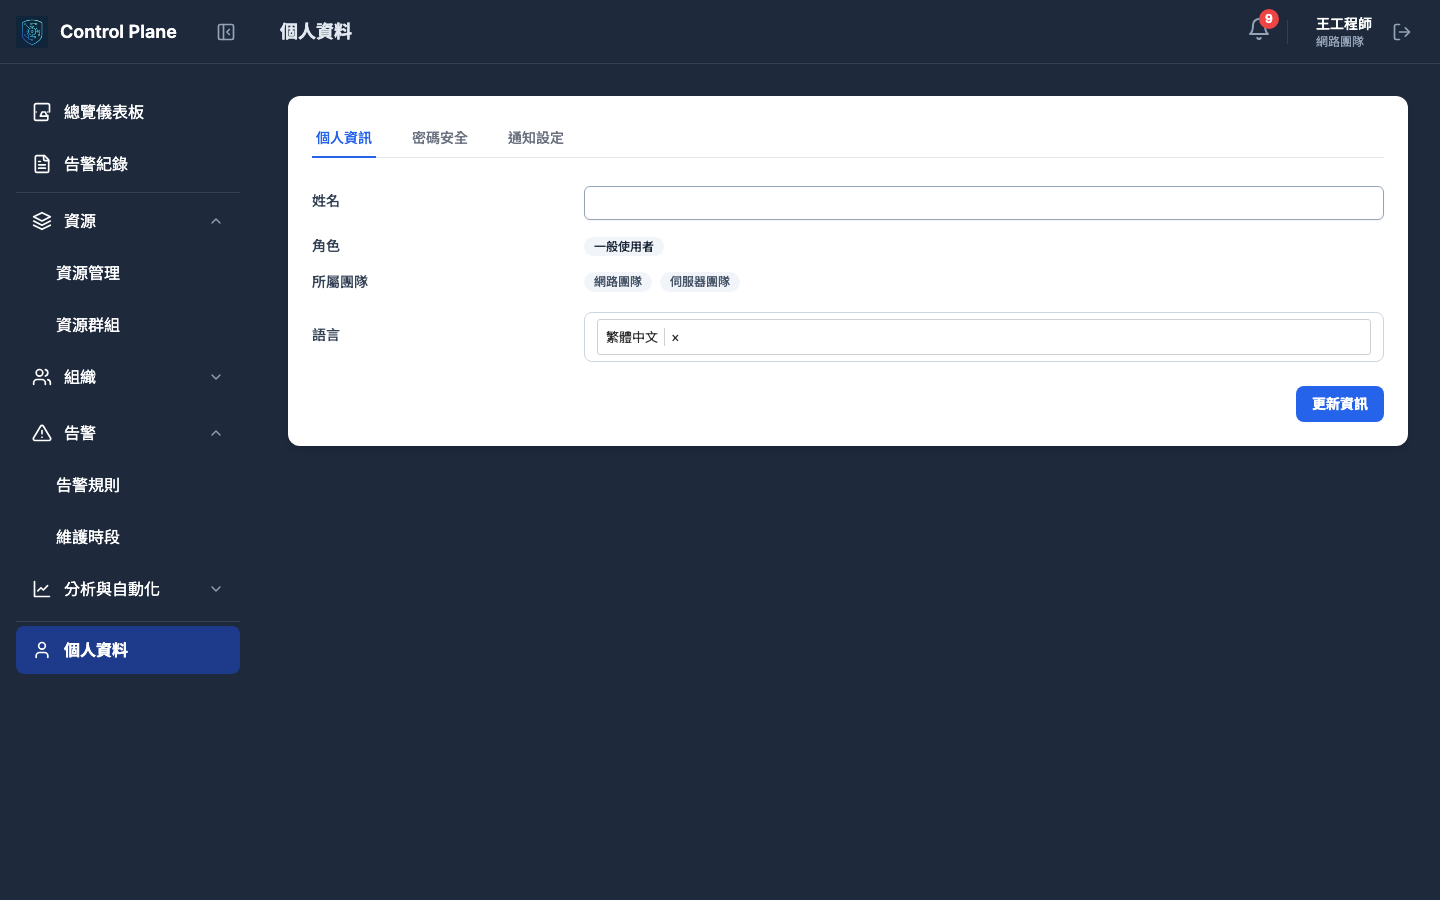 Control Plane
個人資料
9
王工程師
網路團隊
總覽儀表板
告警紀錄
資源
資源管理
資源群組
組織
告警
告警規則
維護時段
分析與自動化
個人資料
個人資訊
密碼安全
通知設定
姓名
角色
一般使用者
所屬團隊
網路團隊
伺服器團隊
語言
繁體中文 ×
更新資訊